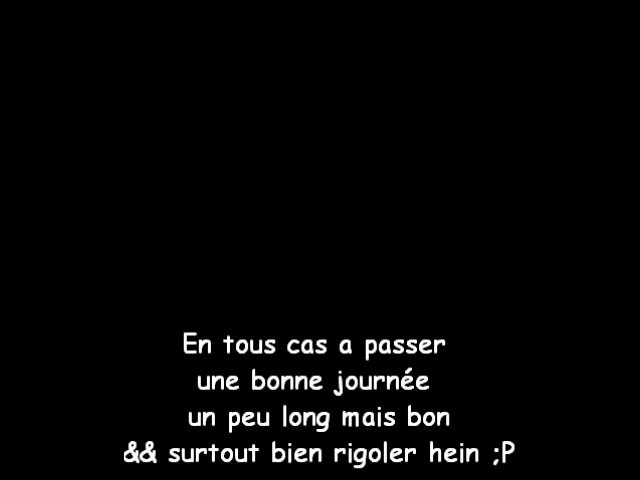 En tous cas a passer
une bonne journée
un peu long mais bon
&& surtout bien rigoler hein ;P